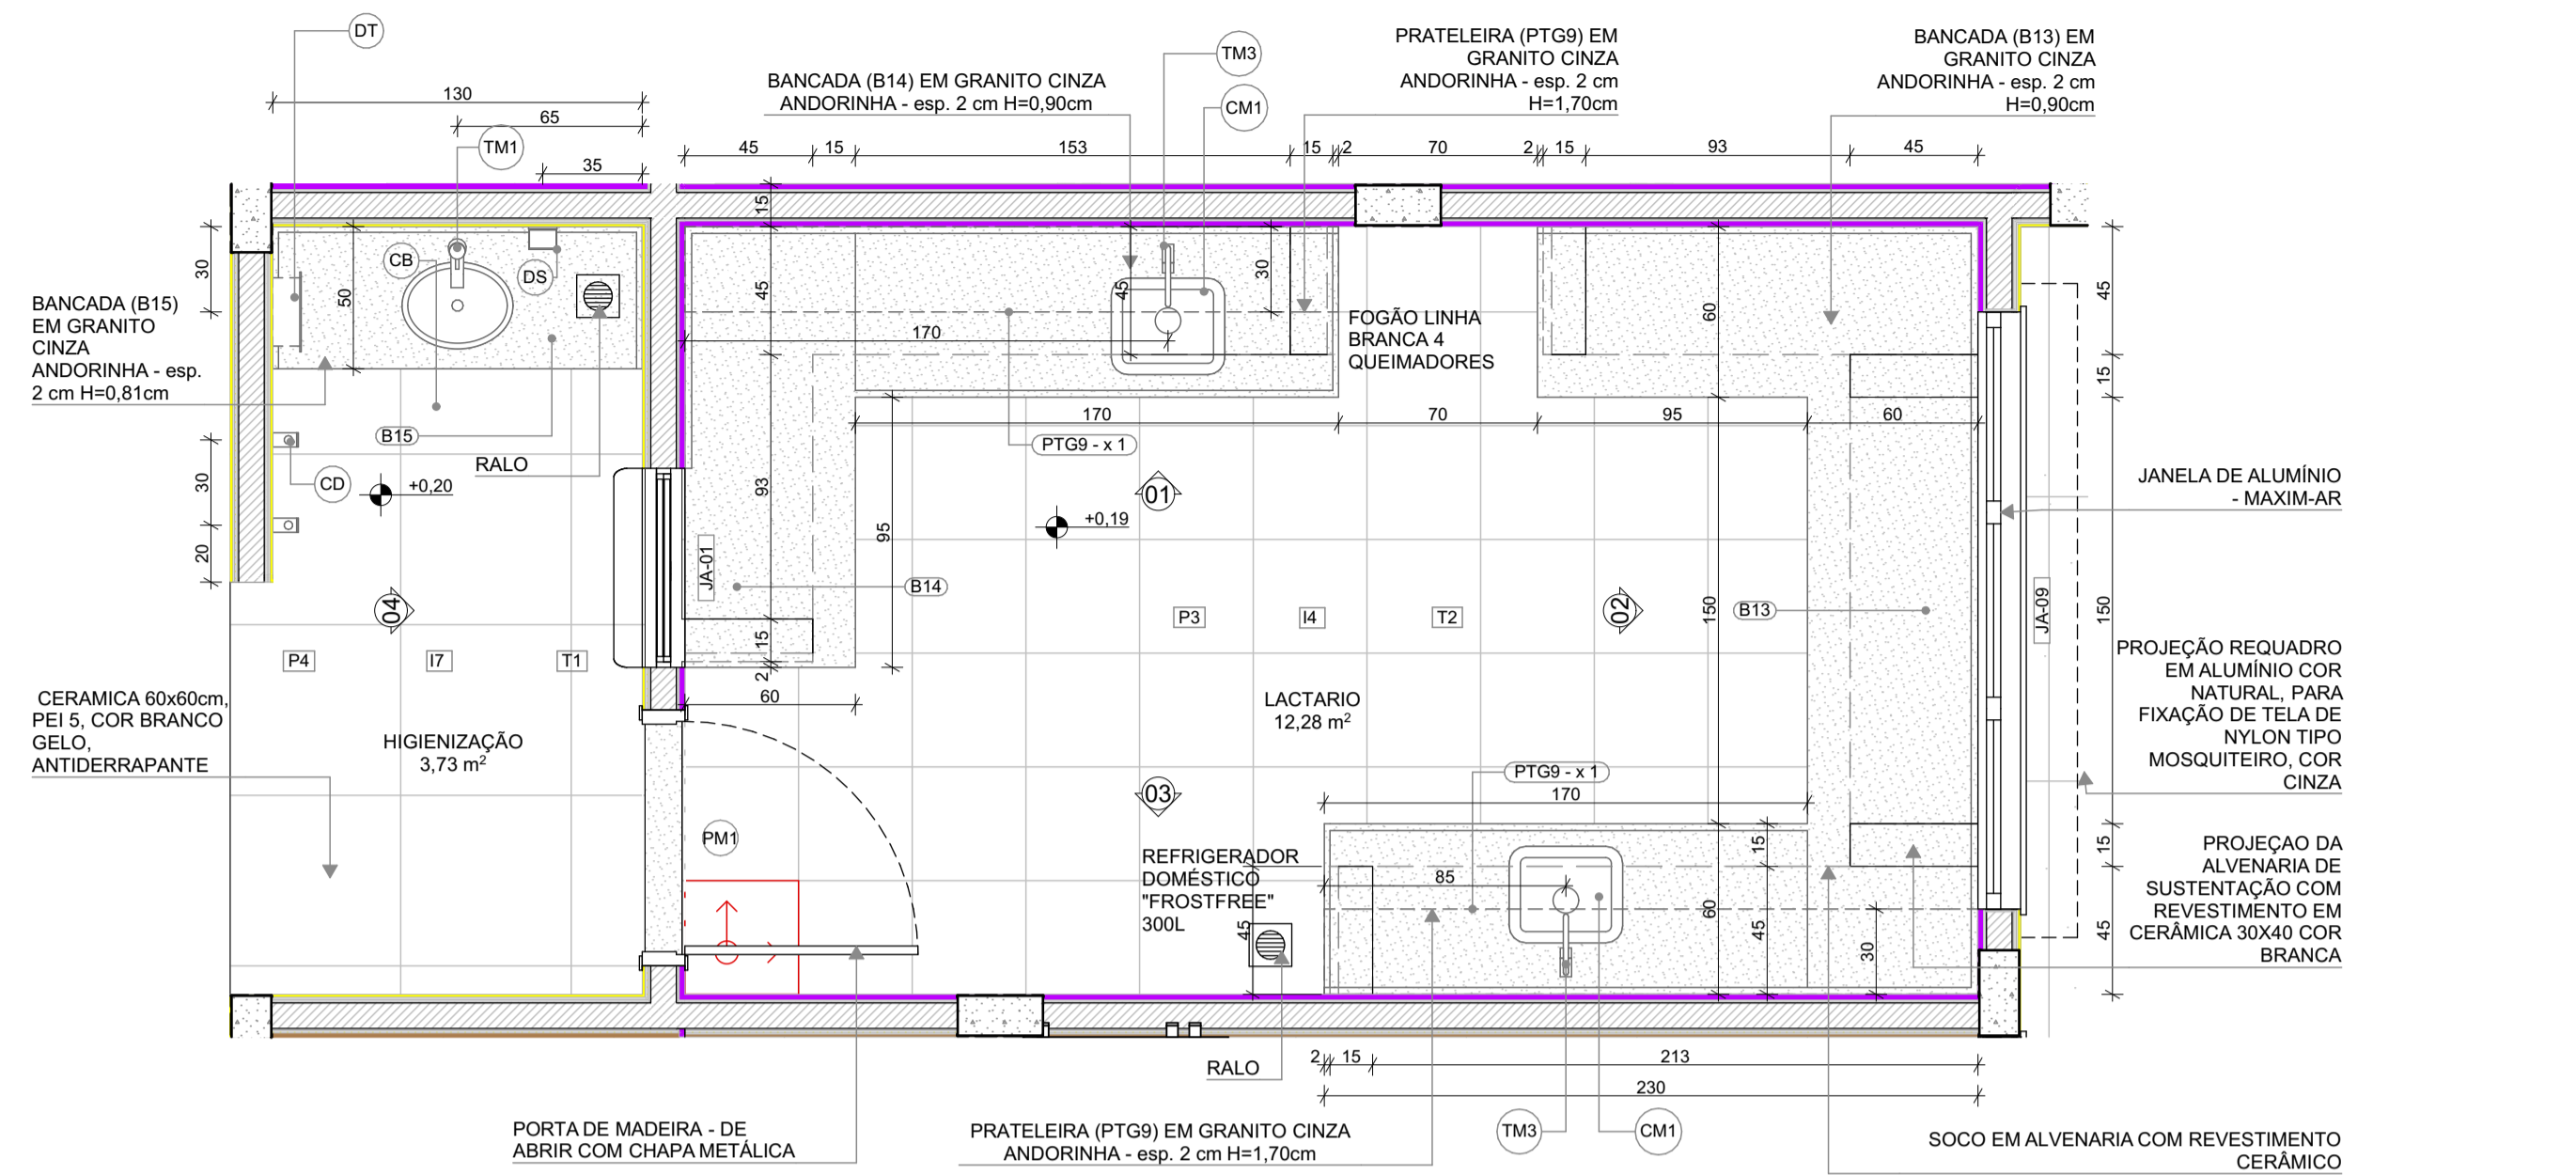 DT
TM3
PRATELEIRA (PTG9) EM
GRANITO CINZA
ANDORINHA - esp. 2 cm
H=1,70cm
BANCADA (B13) EM
GRANITO CINZA
ANDORINHA - esp. 2 cm
H=0,90cm
BANCADA (B14) EM GRANITO CINZA
ANDORINHA - esp. 2 cm H=0,90cm
CM1
130
65
TM1
35
45 15 153 15 2 70 2 15 93 45
15
30
50
CB
DS
45
45
30
60
45
BANCADA (B15)
EM GRANITO
CINZA
ANDORINHA - esp.
2 cm H=0,81cm
170
FOGÃO LINHA
BRANCA 4
QUEIMADORES
15
170 70 95 60
B15
PTG9 - x 1
RALO
CD
30
+0,20
93
01
+0,19
95
JANELA DE ALUMÍNIO
- MAXIM-AR
20
JA-01
B14
04
P3
I4
T2
02
150
B13
JA-09
150
15
P4
I7
T1
2
60
PROJEÇÃO REQUADRO
EM ALUMÍNIO COR
NATURAL, PARA
FIXAÇÃO DE TELA DE
NYLON TIPO
MOSQUITEIRO, COR
CINZA
CERAMICA 60x60cm,
PEI 5, COR BRANCO
GELO,
ANTIDERRAPANTE
HIGIENIZAÇÃO
3,73 m²
LACTARIO
12,28 m²
PTG9 - x 1
03
170
PM1
REFRIGERADOR
DOMÉSTICO
"FROSTFREE"
300L
45
85
15
60
45
30
15
45
PROJEÇAO DA
ALVENARIA DE
SUSTENTAÇÃO COM
REVESTIMENTO EM
CERÂMICA 30X40 COR
BRANCA
2 15 213
RALO
230
PORTA DE MADEIRA - DE
ABRIR COM CHAPA METÁLICA
PRATELEIRA (PTG9) EM GRANITO CINZA
ANDORINHA - esp. 2 cm H=1,70cm
TM3
CM1
SOCO EM ALVENARIA COM REVESTIMENTO
CERÂMICO